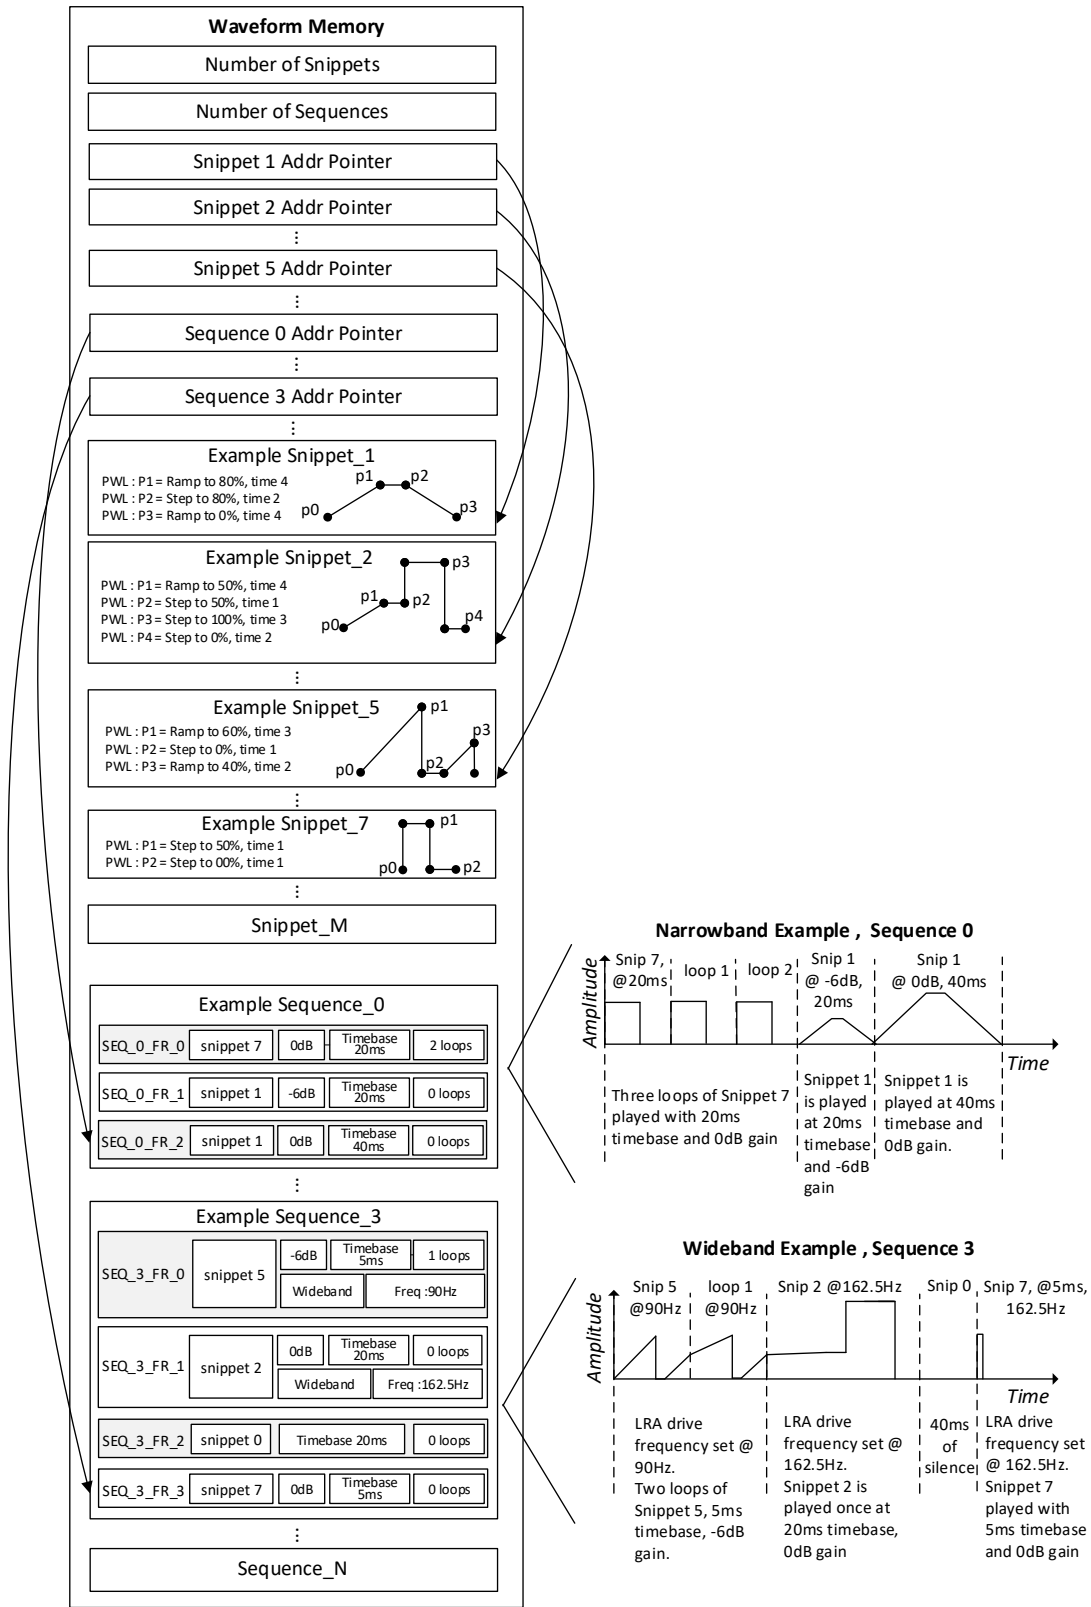 Waveform Memory
Number of Snippets
Number of Sequences
Snippet 1 Addr Pointer
Snippet 2 Addr Pointer
Snippet 5 Addr Pointer
Sequence 0 Addr Pointer
Sequence 3 Addr Pointer
Example Snippet_1
PWL : P1 = Ramp to 80%, time 4
PWL : P2 = Step to 80%, time 2
PWL : P3 = Ramp to 0%, time 4
p0
p1
p2
p3
Example Snippet_2
PWL : P1 = Ramp to 50%, time 4
PWL : P2 = Step to 50%, time 1
PWL : P3 = Step to 100%, time 3
PWL : P4 = Step to 0%, time 2
p0
p1
p2
p3
p4
Example Snippet_5
PWL : P1 = Ramp to 60%, time 3
PWL : P2 = Step to 0%, time 1
PWL : P3 = Ramp to 40%, time 2
p0
p1
p2
p3
Example Snippet_7
PWL : P1 = Step to 50%, time 1
PWL : P2 = Step to 00%, time 1
p0
p1
p2
Snippet_M
Example Sequence_0
SEQ_0_FR_0
snippet 7
0dB
Timebase
20ms
2 loops
SEQ_0_FR_1
snippet 1
-6dB
Timebase
20ms
0 loops
SEQ_0_FR_2
snippet 1
0dB
Timebase
40ms
0 loops
Example Sequence_3
SEQ_3_FR_0
snippet 5
-6dB
Timebase
5ms
1 loops
Wideband
Freq :90Hz
SEQ_3_FR_1
snippet 2
0dB
Timebase
20ms
0 loops
Wideband
Freq :162.5Hz
SEQ_3_FR_2
snippet 0
Timebase 20ms
0 loops
SEQ_3_FR_3
snippet 7
0dB
Timebase
5ms
0 loops
Sequence_N
Narrowband Example , Sequence 0
Amplitude
Snip 7,
@20ms
loop 1
loop 2
Snip 1
@ -6dB,
20ms
Snip 1
@ 0dB, 40ms
Time
Three loops of Snippet 7
played with 20ms
timebase and 0dB gain
Snippet 1
is played
at 20ms
timebase
and -6dB
gain
Snippet 1 is
played at 40ms
timebase and
0dB gain.
Wideband Example , Sequence 3
Amplitude
Snip 5
@90Hz
loop 1
@90Hz
Snip 2 @162.5Hz
Snip 0
Snip 7, @5ms,
162.5Hz
Time
LRA drive
frequency set @
90Hz.
Two loops of
Snippet 5, 5ms
timebase, -6dB
gain.
LRA drive
frequency set @
162.5Hz.
Snippet 2 is
played once at
20ms timebase,
0dB gain
40ms
of
silence
LRA drive
frequency set
@ 162.5Hz.
Snippet 7
played with
5ms timebase
and 0dB gain